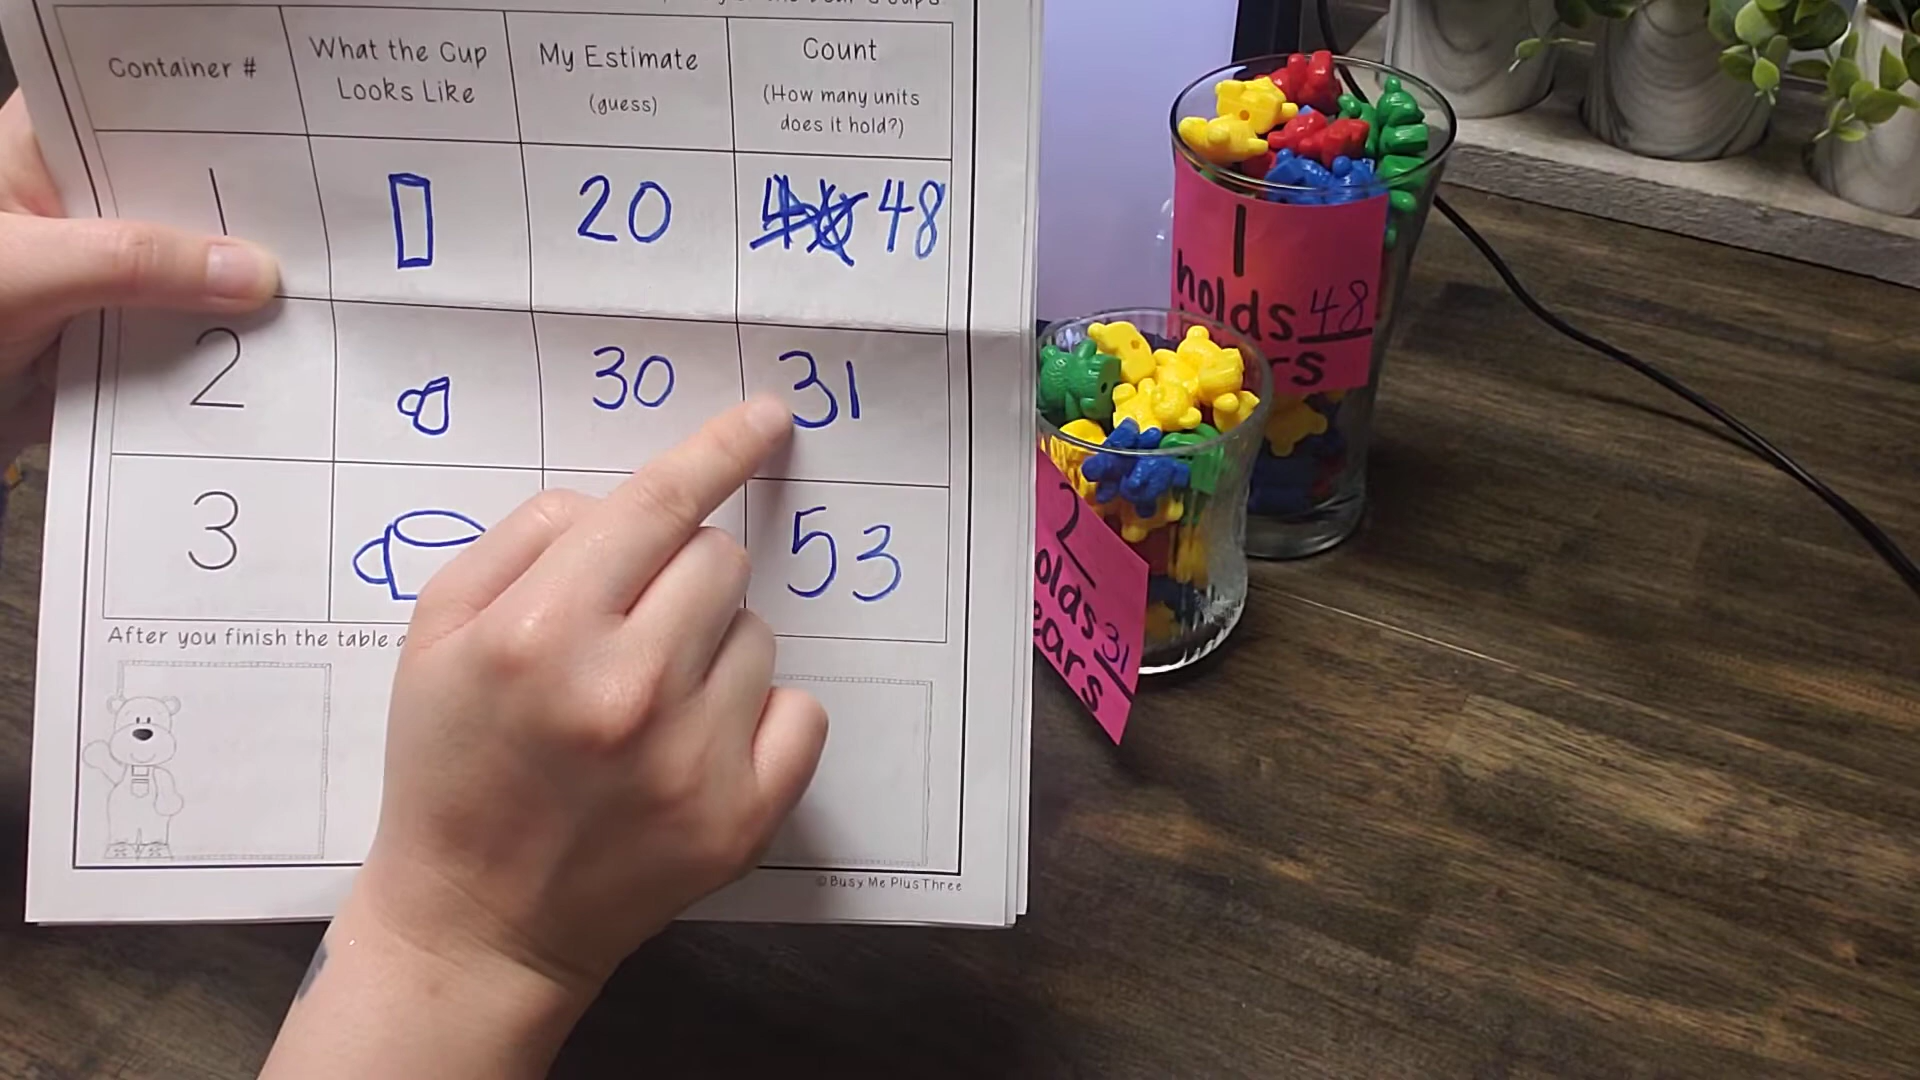 Container #
What the Cup
Looks Like
My Estimate
(guess)
Count
(How many units
does it hold?)
1
20
48
2
30
31
3
53
After you finish the table
© Busy Me Plus Three
1
holds 48
2
31